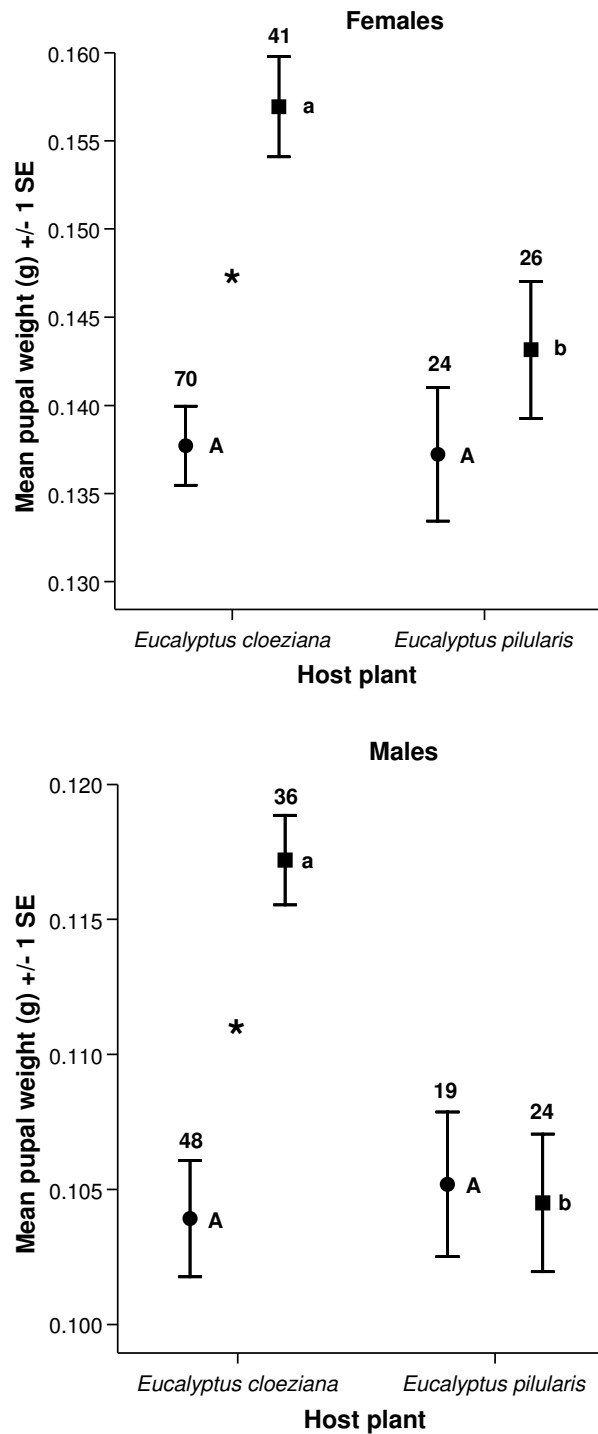 Females
Mean pupal weight (g) +/- 1 SE
0.160
0.155
0.150
0.145
0.140
0.135
0.130
41
a
*
70
A
24
A
26
b
Eucalyptus cloeziana
Eucalyptus pilularis
Host plant
Males
Mean pupal weight (g) +/- 1 SE
0.120
0.115
0.110
0.105
0.100
36
a
*
48
A
19
A
24
b
Eucalyptus cloeziana
Eucalyptus pilularis
Host plant